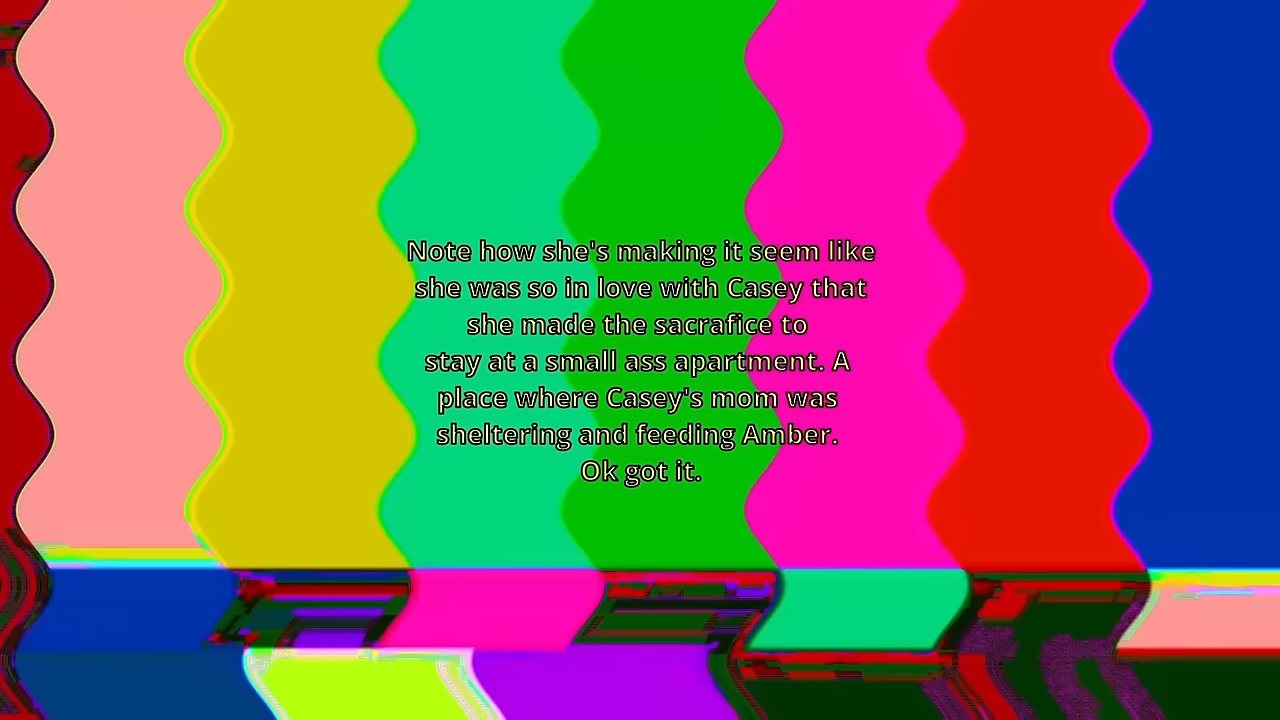 Note how she's making it seem like
she was so in love with Casey that
she made the sacrafice to
stay at a small ass apartment. A
place where Casey's mom was
sheltering and feeding Amber.
Ok got it.